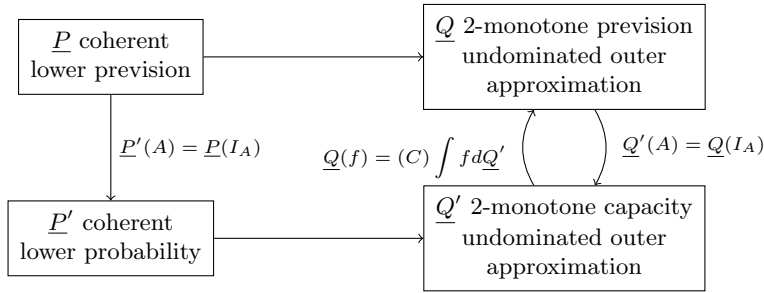 P coherent
lower prevision
Q 2-monotone prevision
undominated outer
approximation
P′(A) = P(I_A)
Q(f) = (C) ∫ f dQ′
Q′(A) = Q(I_A)
P′ coherent
lower probability
Q′ 2-monotone capacity
undominated outer
approximation